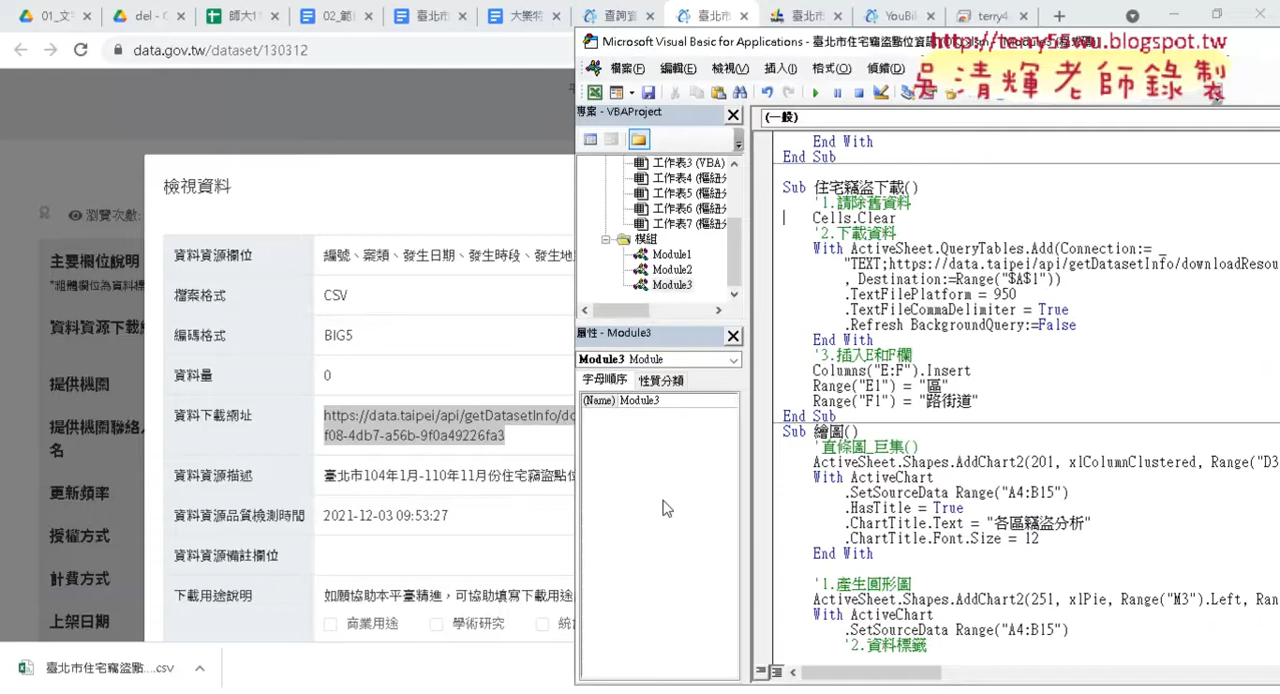 01_文
del - C
師大1
02_範
臺北市
大樂
查詢資
臺北市
臺北市
YouBi
terry4
data.gov.tw/dataset/130312
Microsoft Visual Basic for Applications - 臺北市住宅竊盜點位資
http://terry55wu.blogspot.tw
吳清輝老師錄製
檔案(F) 編輯(E) 檢視(V) 插入(I) 格式(O) 偵錯(D)
專案 - VBAProject
工作表3 (VBA)
工作表4 (樞紐
工作表5 (樞紐
工作表6 (樞紐
工作表7 (樞紐
模組
Module1
Module2
Module3
屬性 - Module3
Module3 Module
字母順序 性質分類
(Name) Module3
(一般)
End With
End Sub
Sub 住宅竊盜下載()
'1.請除舊資料
Cells.Clear
'2.下載資料
With ActiveSheet.QueryTables.Add(Connection:= _
"TEXT;https://data.taipei/api/getDatasetInfo/downloadResou
, Destination:=Range("$A$1"))
.TextFilePlatform = 950
.TextFileCommaDelimiter = True
.Refresh BackgroundQuery:=False
End With
'3.插入E和F欄
Columns("E:F").Insert
Range("E1") = "區"
Range("F1") = "路街道"
End Sub
Sub 繪圖()
'直條圖_巨集()
ActiveSheet.Shapes.AddChart2(201, xlColumnClustered, Range("D3
With ActiveChart
.SetSourceData Range("A4:B15")
.HasTitle = True
.ChartTitle.Text = "各區竊盜分析"
.ChartTitle.Font.Size = 12
End With
'1.產生圓形圖
ActiveSheet.Shapes.AddChart2(251, xlPie, Range("M3").Left, Ran
With ActiveChart
.SetSourceData Range("A4:B15")
'2.資料標籤
檢視資料
瀏覽次數:
主要欄位說明
資料資源下載
提供機關
提供機關聯絡人
名
更新頻率
授權方式
計費方式
上架日期
資料資源欄位 編號、案類、發生日期、發生時段、發生地
檔案格式 CSV
編碼格式 BIG5
資料量 0
資料下載網址 https://data.taipei/api/getDatasetInfo/do
f08-4db7-a56b-9f0a49226fa3
資料資源描述 臺北市104年1月-110年11月份住宅竊盜點位
資料資源品質檢測時間 2021-12-03 09:53:27
資料資源備註欄位
下載用途說明 如願協助本平臺精進，可協助填寫下載用途
商業用途 學術研究 統
臺北市住宅竊盜點....csv